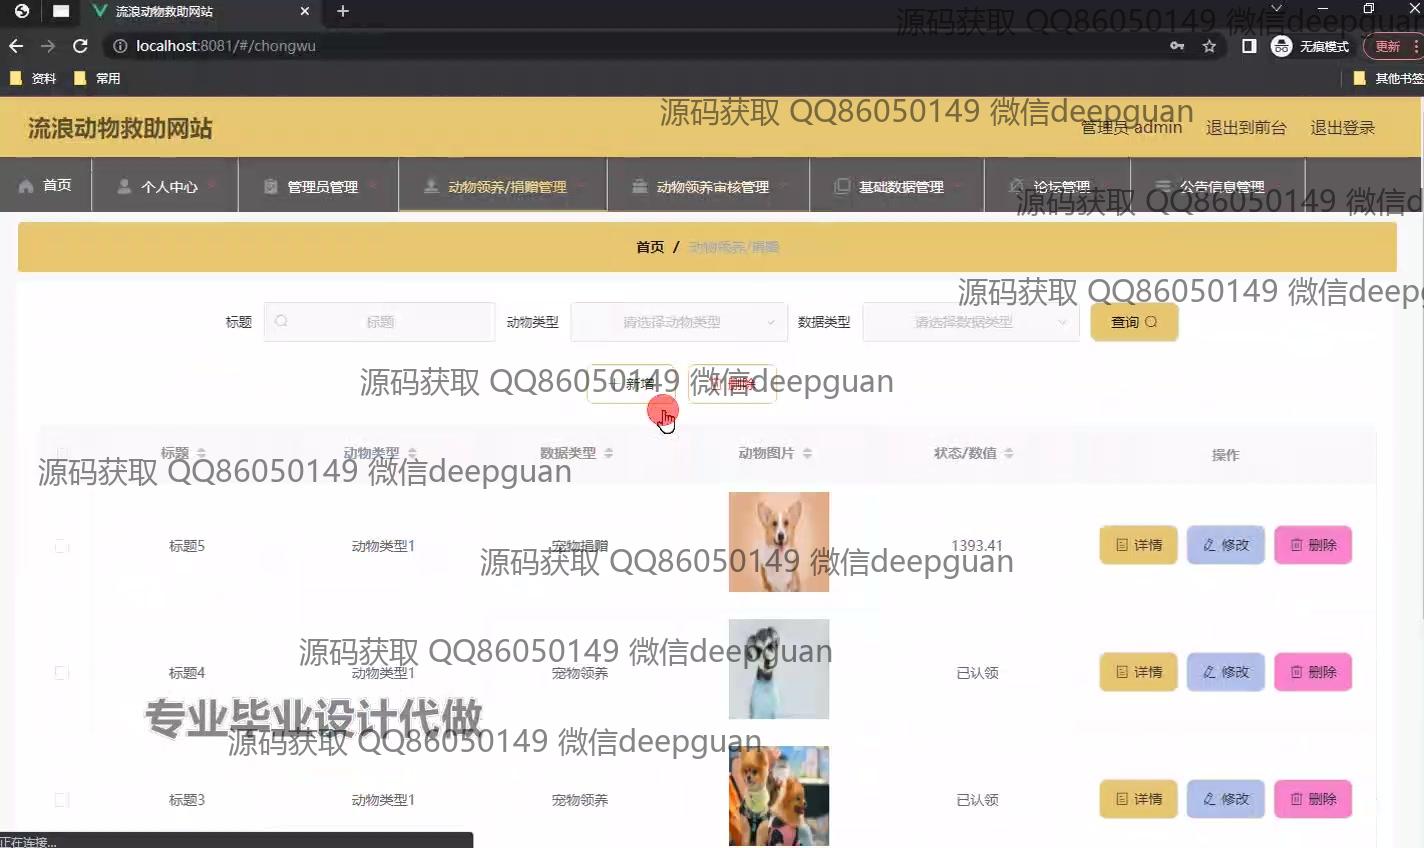 流浪动物救助网站
localhost:8081/#/chongwu
无痕模式
更新
源码获取 QQ86050149 微信deepguan
资料
常用
其他书签
流浪动物救助网站
源码获取 QQ86050149 微信deepguan
管理员 admin
退出到前台
退出登录
首页
个人中心
管理员管理
动物领养/捐赠管理
动物领养审核管理
基础数据管理
论坛管理
公告信息管理
源码获取 QQ86050149 微信d
首页 / 动物领养/捐赠
源码获取 QQ86050149 微信deepg
标题
标题
动物类型
请选择动物类型
数据类型
请选择数据类型
查询
+ 新增
删除
源码获取 QQ86050149 微信deepguan
标题
动物类型
数据类型
动物图片
状态/数值
操作
源码获取 QQ86050149 微信deepguan
标题5
动物类型1
宠物捐赠
1393.41
详情
修改
删除
源码获取 QQ86050149 微信deepguan
源码获取 QQ86050149 微信deepguan
标题4
动物类型1
宠物领养
已认领
详情
修改
删除
专业毕业设计代做
源码获取 QQ86050149 微信deepguan
标题3
动物类型1
宠物领养
已认领
详情
修改
删除
正在连接...